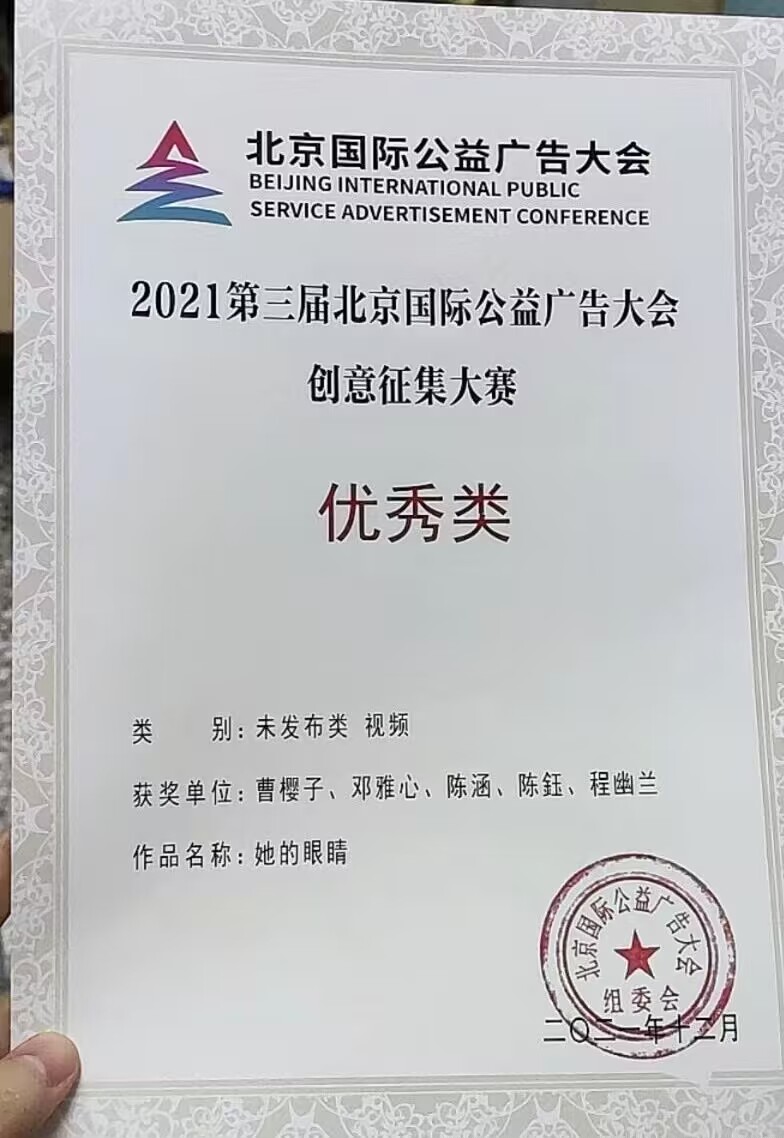 北京国际公益广告大会
BEIJING INTERNATIONAL PUBLIC
SERVICE ADVERTISEMENT CONFERENCE
2021第三届北京国际公益广告大会
创意征集大赛
优秀类
类 别：未发布类 视频
获奖单位：曹樱子、邓雅心、陈涵、陈鈺、程幽兰
作品名称：她的眼睛
北京国际公益广告大会
组委会
二〇二一年十二月